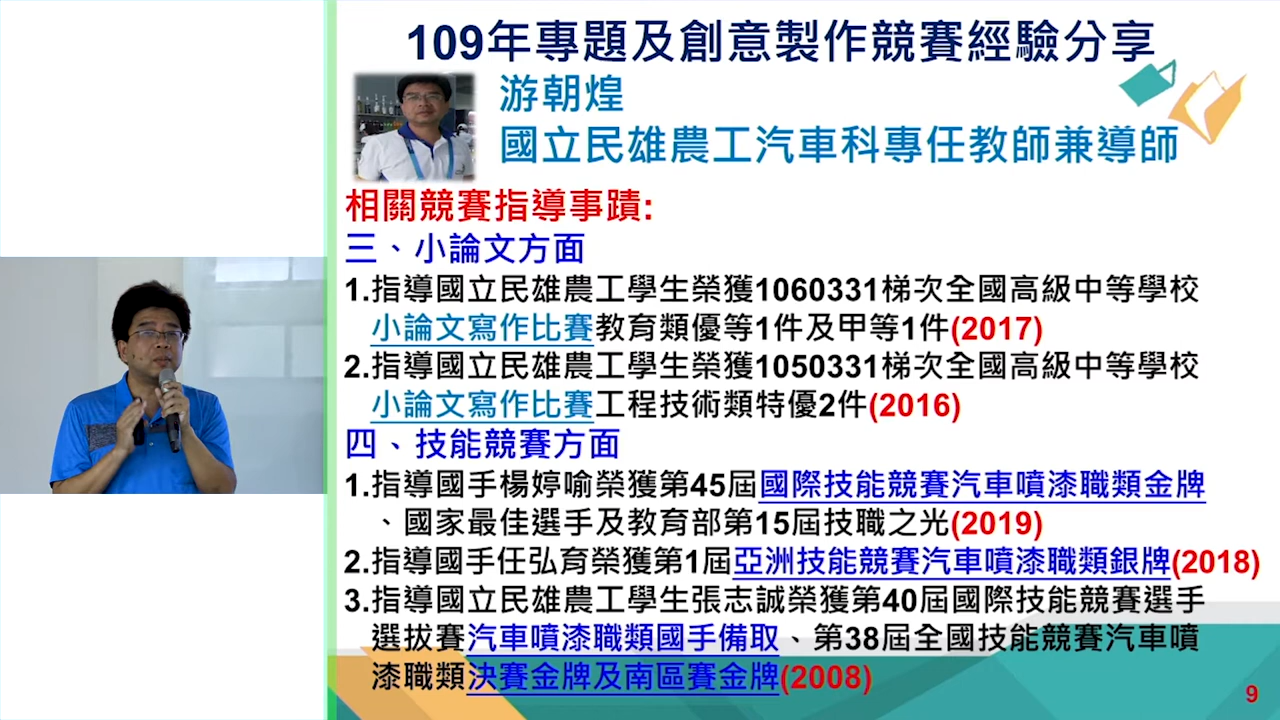 109年專題及創意製作競賽經驗分享
游朝煌
國立民雄農工汽車科專任教師兼導師
相關競賽指導事蹟:
三、小論文方面
1.指導國立民雄農工學生榮獲1060331梯次全國高級中等學校
小論文寫作比賽教育類優等1件及甲等1件(2017)
2.指導國立民雄農工學生榮獲1050331梯次全國高級中等學校
小論文寫作比賽工程技術類特優2件(2016)
四、技能競賽方面
1.指導國手楊婷喻榮獲第45屆國際技能競賽汽車噴漆職類金牌
、國家最佳選手及教育部第15屆技職之光(2019)
2.指導國手任弘育榮獲第1屆亞洲技能競賽汽車噴漆職類銀牌(2018)
3.指導國立民雄農工學生張志誠榮獲第40屆國際技能競賽選手
選拔賽汽車噴漆職類國手備取、第38屆全國技能競賽汽車噴
漆職類決賽金牌及南區賽金牌(2008)
9